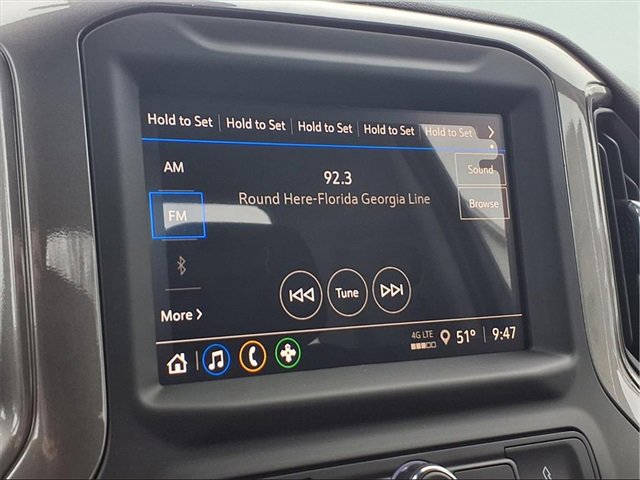 Hold to Set Hold to Set Hold to Set Hold to Set Hold to Set
AM
92.3
Sound
Round Here-Florida Georgia Line
FM
Browse
Tune
More
4G LTE
51° 9:47